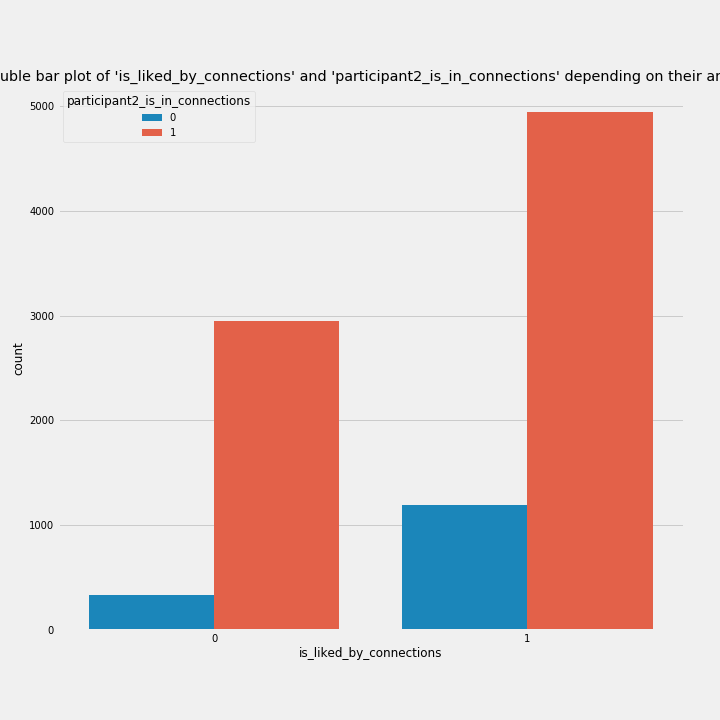 uble bar plot of 'is_liked_by_connections' and 'participant2_is_in_connections' depending on their
participant2_is_in_connections
0
1
5000
4000
3000
2000
1000
0
count
0
1
is_liked_by_connections